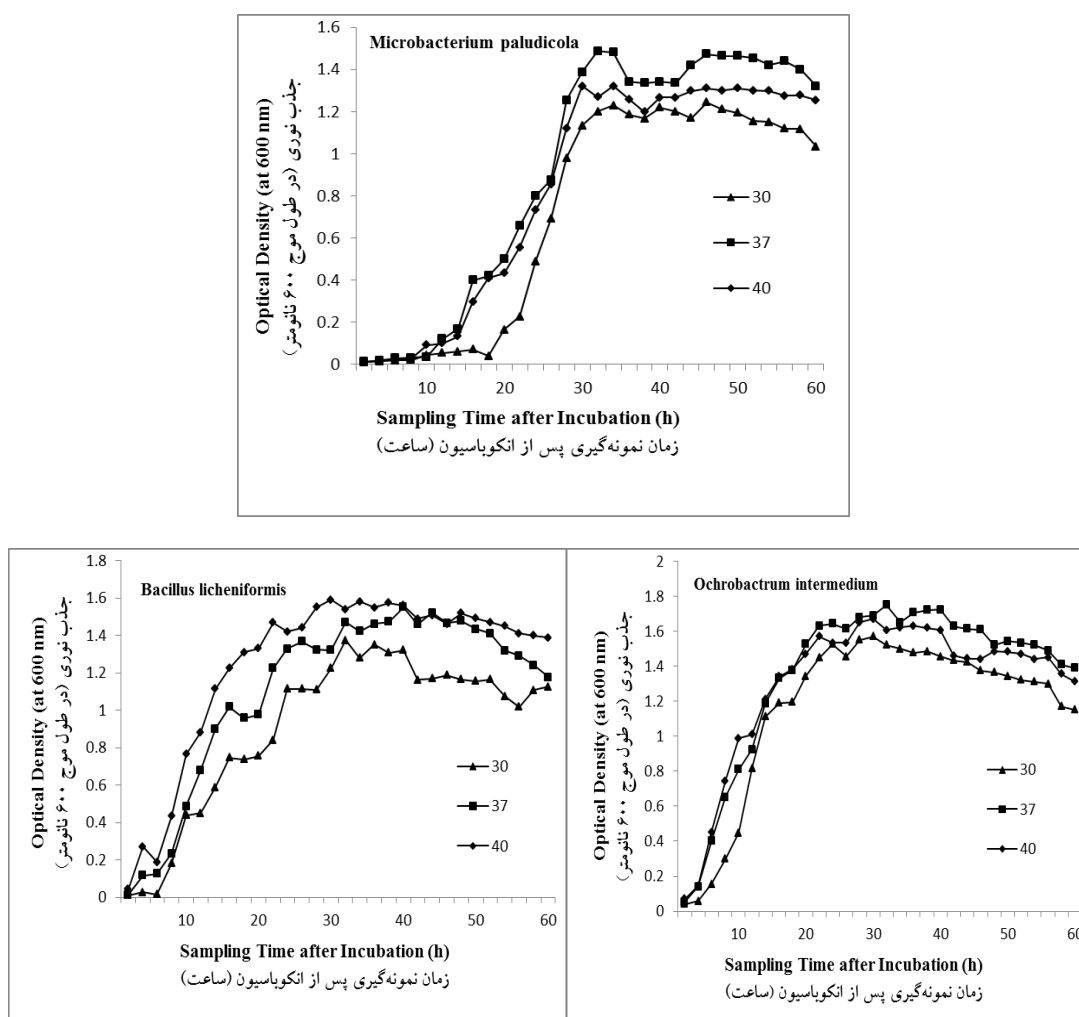 Microbacterium paludicola
Optical Density (at 600 nm)
جذب نوری (در طول موج ۶۰۰ نانومتر)
1.6
1.4
1.2
1
0.8
0.6
0.4
0.2
0
30
37
40
10 20 30 40 50 60
Sampling Time after Incubation (h)
زمان نمونه‌گیری پس از انکوباسیون (ساعت)
Bacillus licheniformis
Optical Density (at 600 nm)
جذب نوری (در طول موج ۶۰۰ نانومتر)
1.8
1.6
1.4
1.2
1
0.8
0.6
0.4
0.2
0
30
37
40
10 20 30 40 50 60
Sampling Time after Incubation (h)
زمان نمونه‌گیری پس از انکوباسیون (ساعت)
Ochrobactrum intermedium
Optical Density (at 600 nm)
جذب نوری (در طول موج ۶۰۰ نانومتر)
2
1.8
1.6
1.4
1.2
1
0.8
0.6
0.4
0.2
0
30
37
40
10 20 30 40 50 60
Sampling Time after Incubation (h)
زمان نمونه‌گیری پس از انکوباسیون (ساعت)